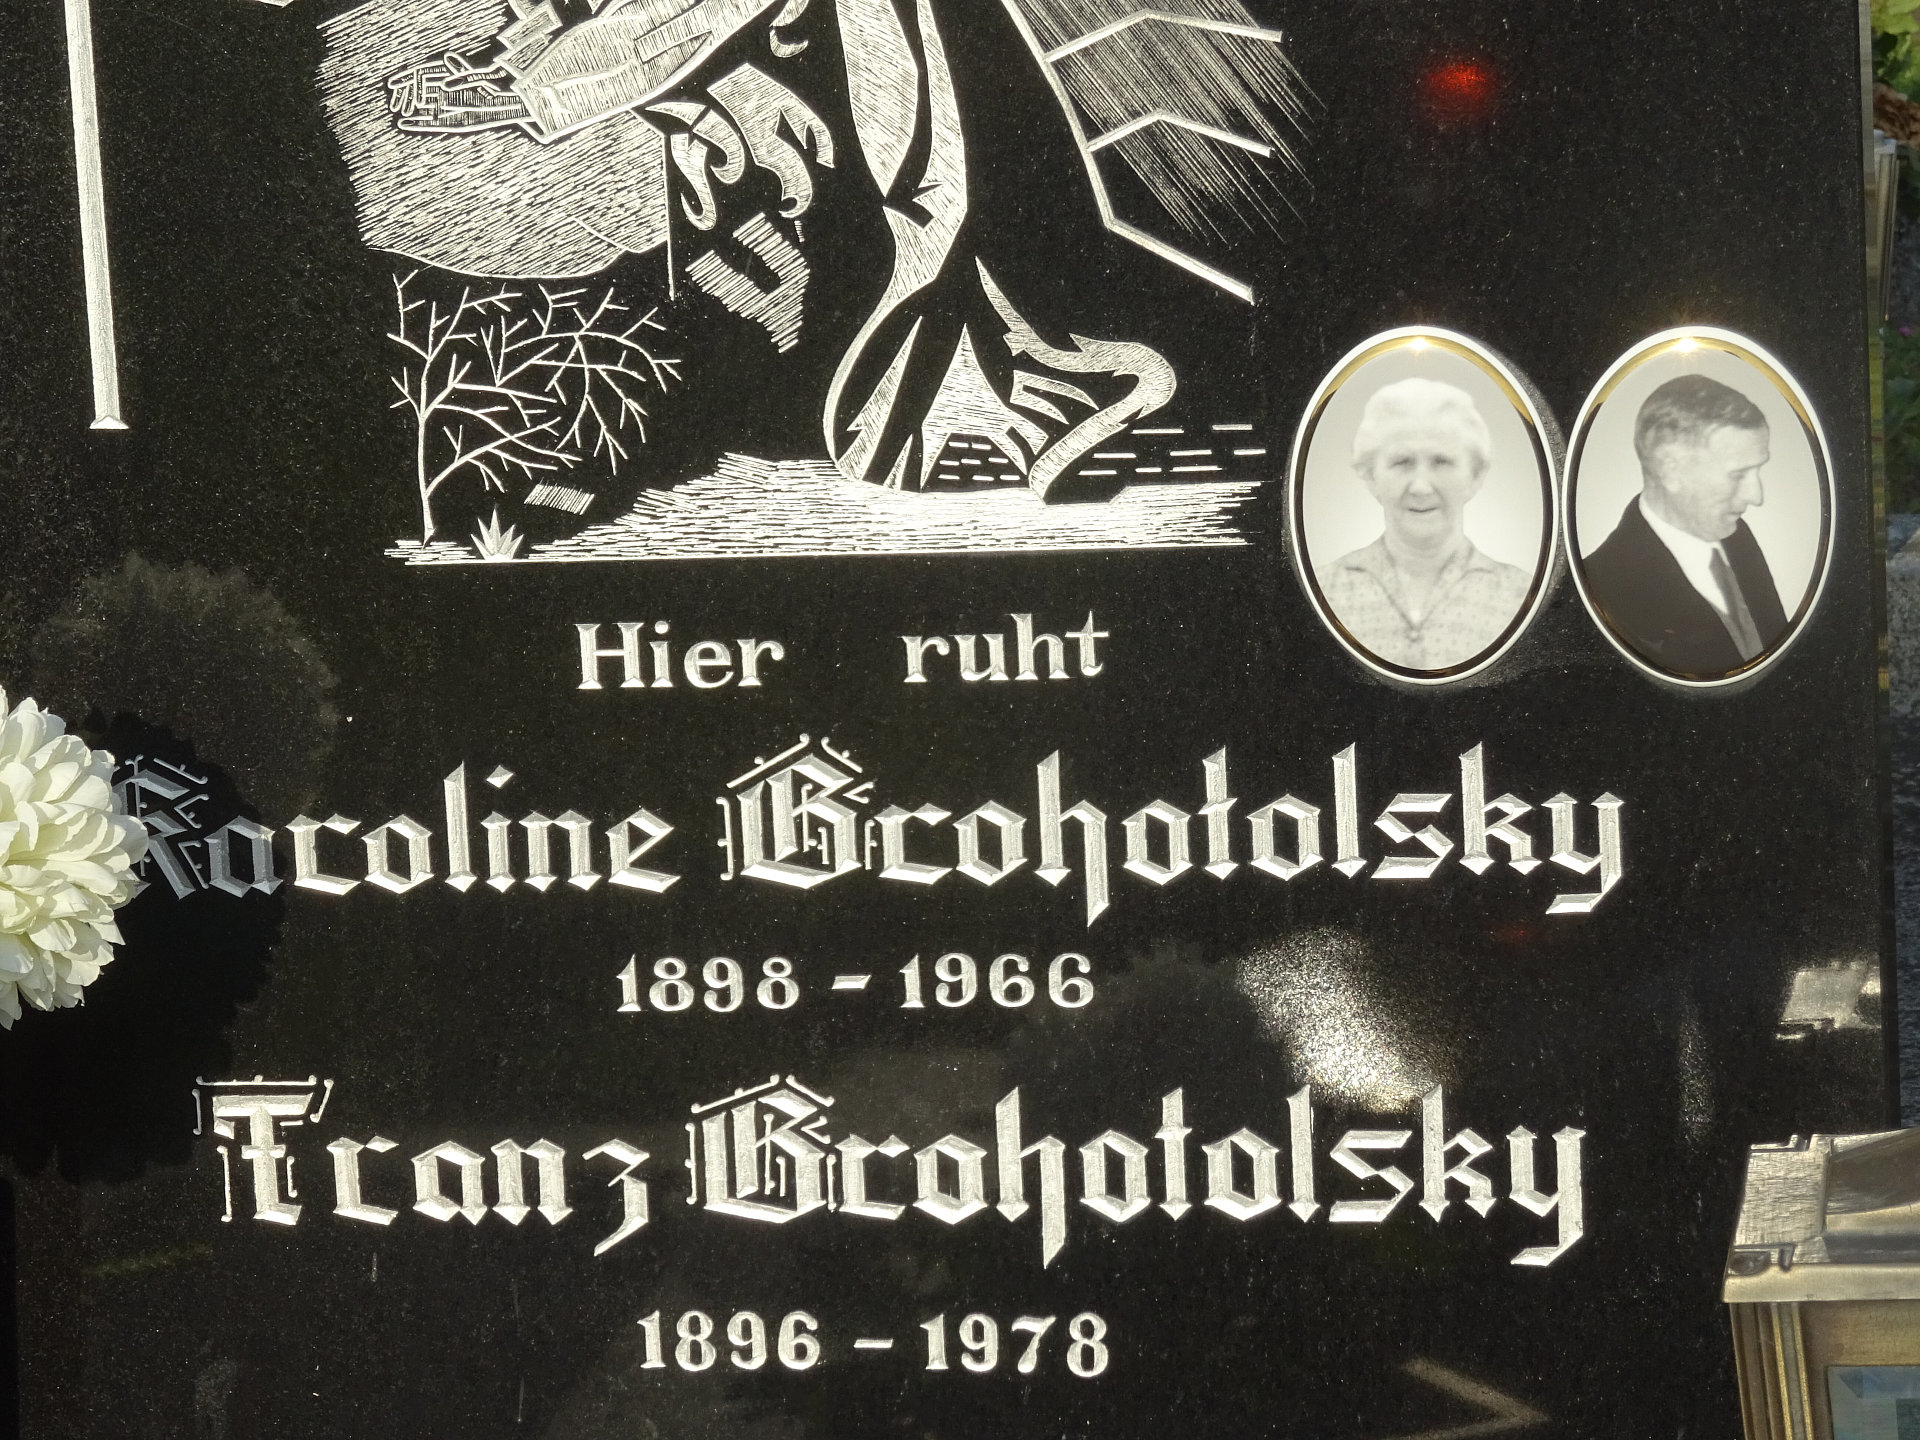 Hier ruht
Karoline Grohotolsky
1898 – 1966
Franz Grohotolsky
1896 – 1978